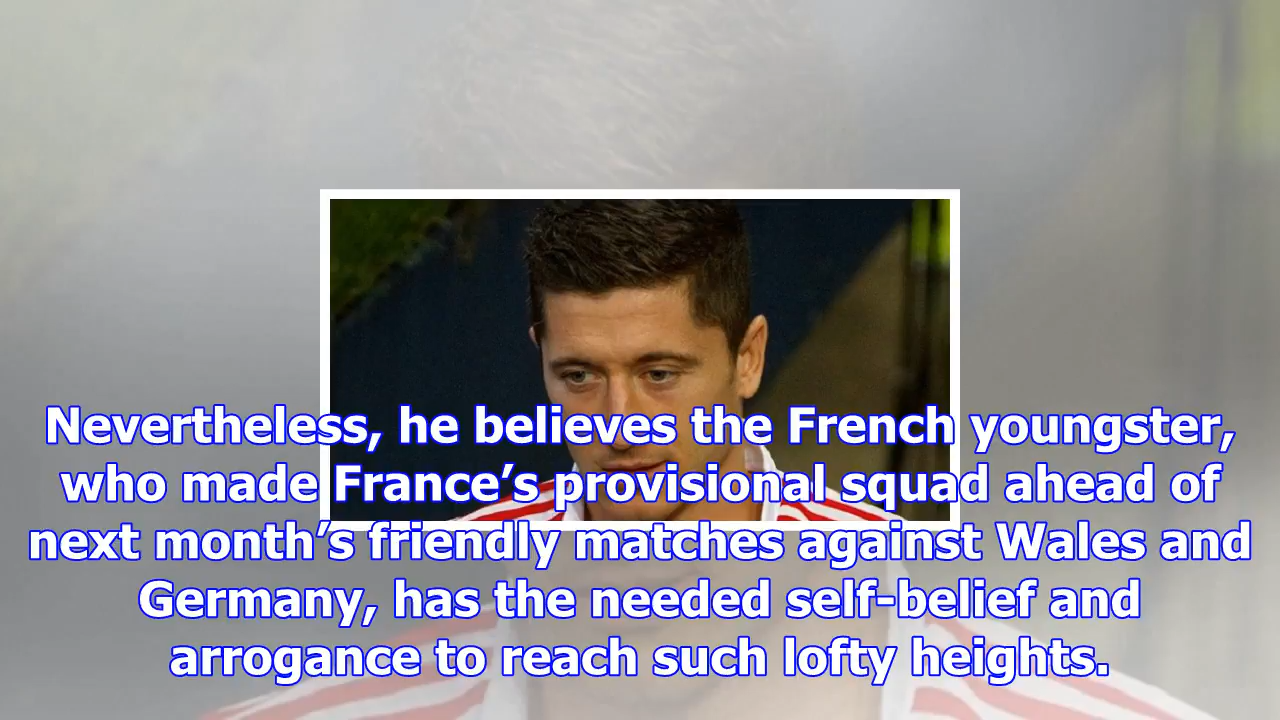 Nevertheless, he believes the French youngster,
who made France’s provisional squad ahead of
next month’s friendly matches against Wales and
Germany, has the needed self-belief and
arrogance to reach such lofty heights.